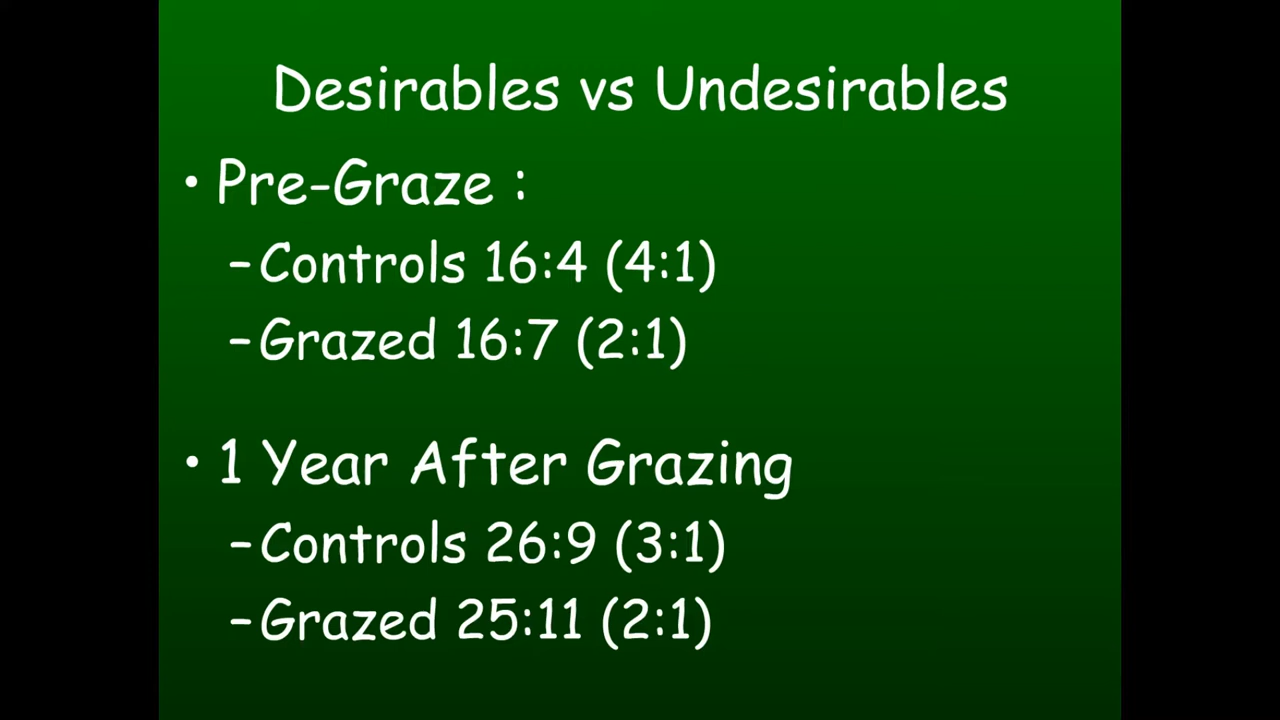 Desirables vs Undesirables
• Pre-Graze :
–Controls 16:4 (4:1)
–Grazed 16:7 (2:1)
• 1 Year After Grazing
–Controls 26:9 (3:1)
–Grazed 25:11 (2:1)